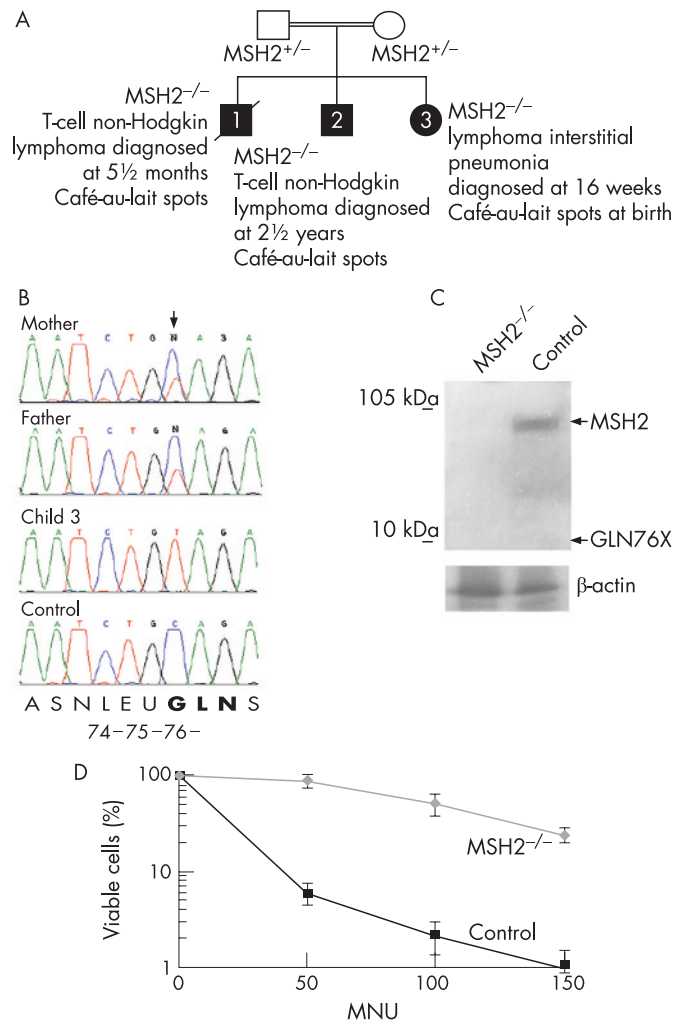 A
MSH2+/–
MSH2+/–
MSH2–/–
T-cell non-Hodgkin
lymphoma diagnosed
at 5½ months
Café-au-lait spots
1
2
3
MSH2–/–
T-cell non-Hodgkin
lymphoma diagnosed
at 2½ years
Café-au-lait spots
MSH2–/–
lymphoma interstitial
pneumonia
diagnosed at 16 weeks
Café-au-lait spots at birth
B
Mother
A A T C T G N A G A
Father
A A T C T G N A G A
Child 3
A A T C T G T A G A
Control
A A T C T G C A G A
A S N L E U G L N S
74–75–76–
C
MSH2–/–
Control
105 kDa
MSH2
10 kDa
GLN76X
β-actin
D
Viable cells (%)
100
10
1
MSH2–/–
Control
0 50 100 150
MNU